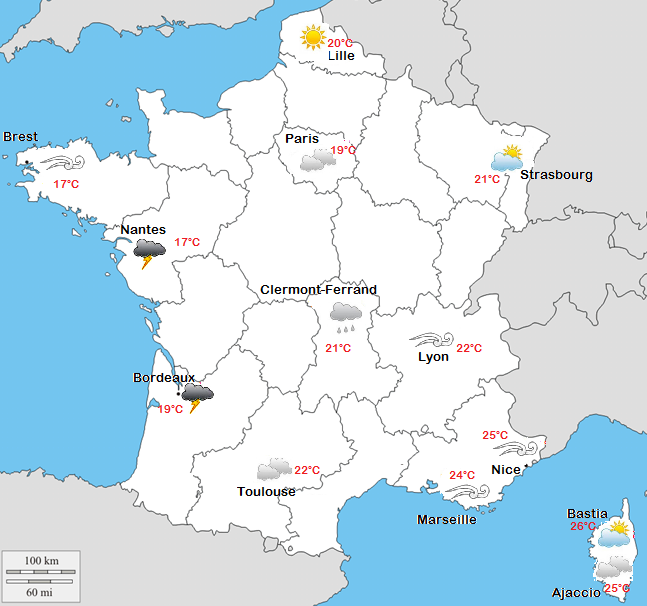 20°C
Lille
Paris
19°C
Brest
17°C
21°C
Strasbourg
Nantes
17°C
Clermont-Ferrand
21°C
22°C
Lyon
Bordeaux
19°C
25°C
22°C
Toulouse
Nice
24°C
Marseille
Bastia
26°C
100 km
60 mi
Ajaccio
25°C